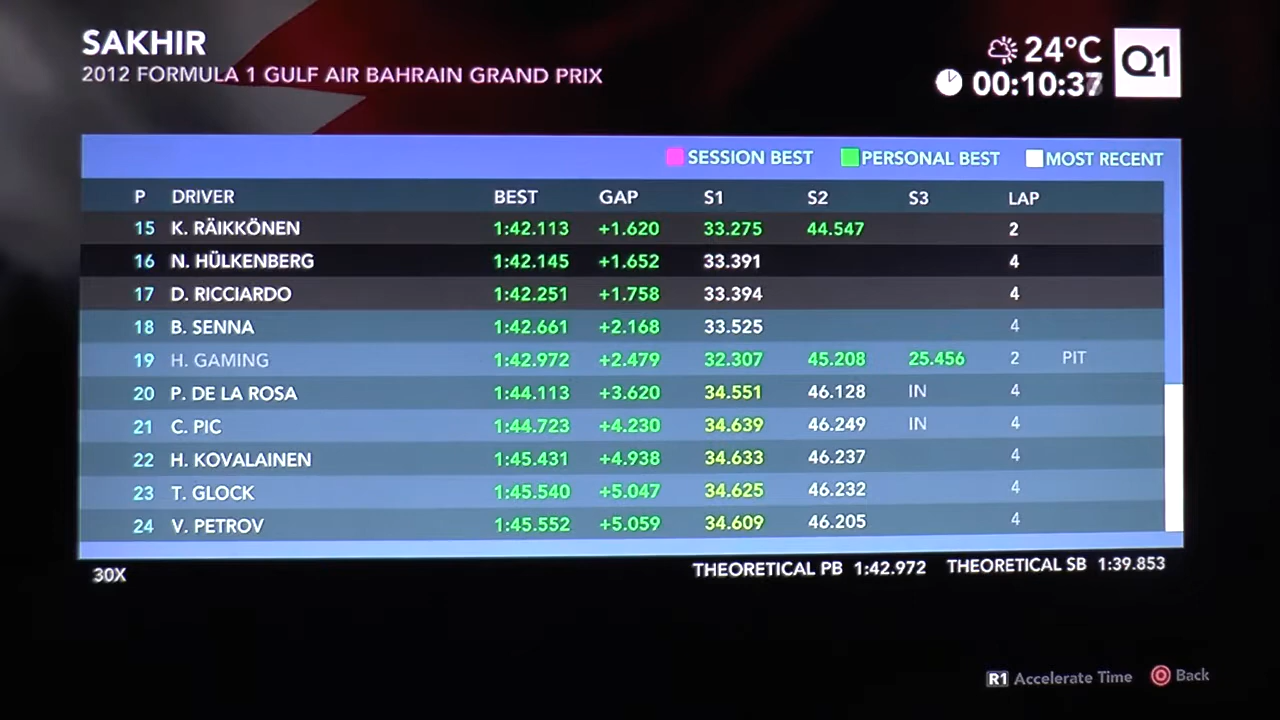 SAKHIR
2012 FORMULA 1 GULF AIR BAHRAIN GRAND PRIX
24°C
00:10:37
Q1
SESSION BEST PERSONAL BEST MOST RECENT
P DRIVER BEST GAP S1 S2 S3 LAP
15 K. RÄIKKÖNEN 1:42.113 +1.620 33.275 44.547 2
16 N. HÜLKENBERG 1:42.145 +1.652 33.391 4
17 D. RICCIARDO 1:42.251 +1.758 33.394 4
18 B. SENNA 1:42.661 +2.168 33.525 4
19 H. GAMING 1:42.972 +2.479 32.307 45.208 25.456 2 PIT
20 P. DE LA ROSA 1:44.113 +3.620 34.551 46.128 IN 4
21 C. PIC 1:44.723 +4.230 34.639 46.249 IN 4
22 H. KOVALAINEN 1:45.431 +4.938 34.633 46.237 4
23 T. GLOCK 1:45.540 +5.047 34.625 46.232 4
24 V. PETROV 1:45.552 +5.059 34.609 46.205 4
30X THEORETICAL PB 1:42.972 THEORETICAL SB 1:39.853
R1 Accelerate Time Back